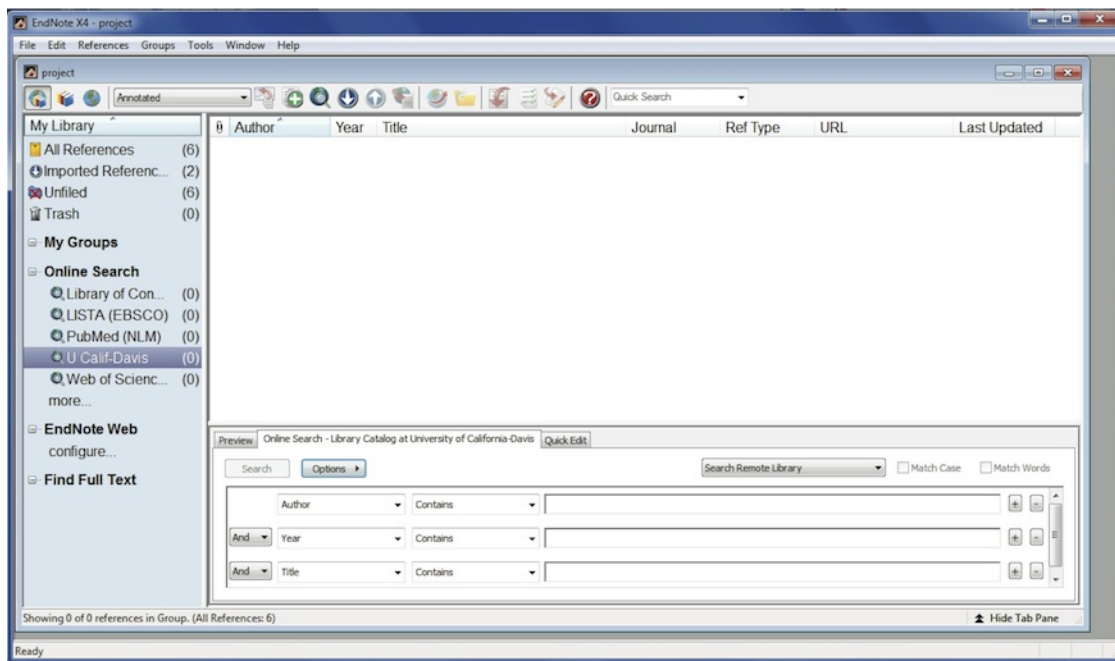 EndNote X4 - project
File Edit References Groups Tools Window Help
project
Annotated Quick Search
My Library
All References (6)
Imported Referenc... (2)
Unfiled (6)
Trash (0)
My Groups
Online Search
Library of Con... (0)
LISTA (EBSCO) (0)
PubMed (NLM) (0)
U Calif-Davis (0)
Web of Scienc... (0)
more...
EndNote Web
configure...
Find Full Text
Author Year Title Journal Ref Type URL Last Updated
Preview Online Search - Library Catalog at University of California-Davis Quick Edit
Search Options Search Remote Library Match Case Match Words
Author Contains
And Year Contains
And Title Contains
Showing 0 of 0 references in Group. (All References: 6) Hide Tab Pane
Ready